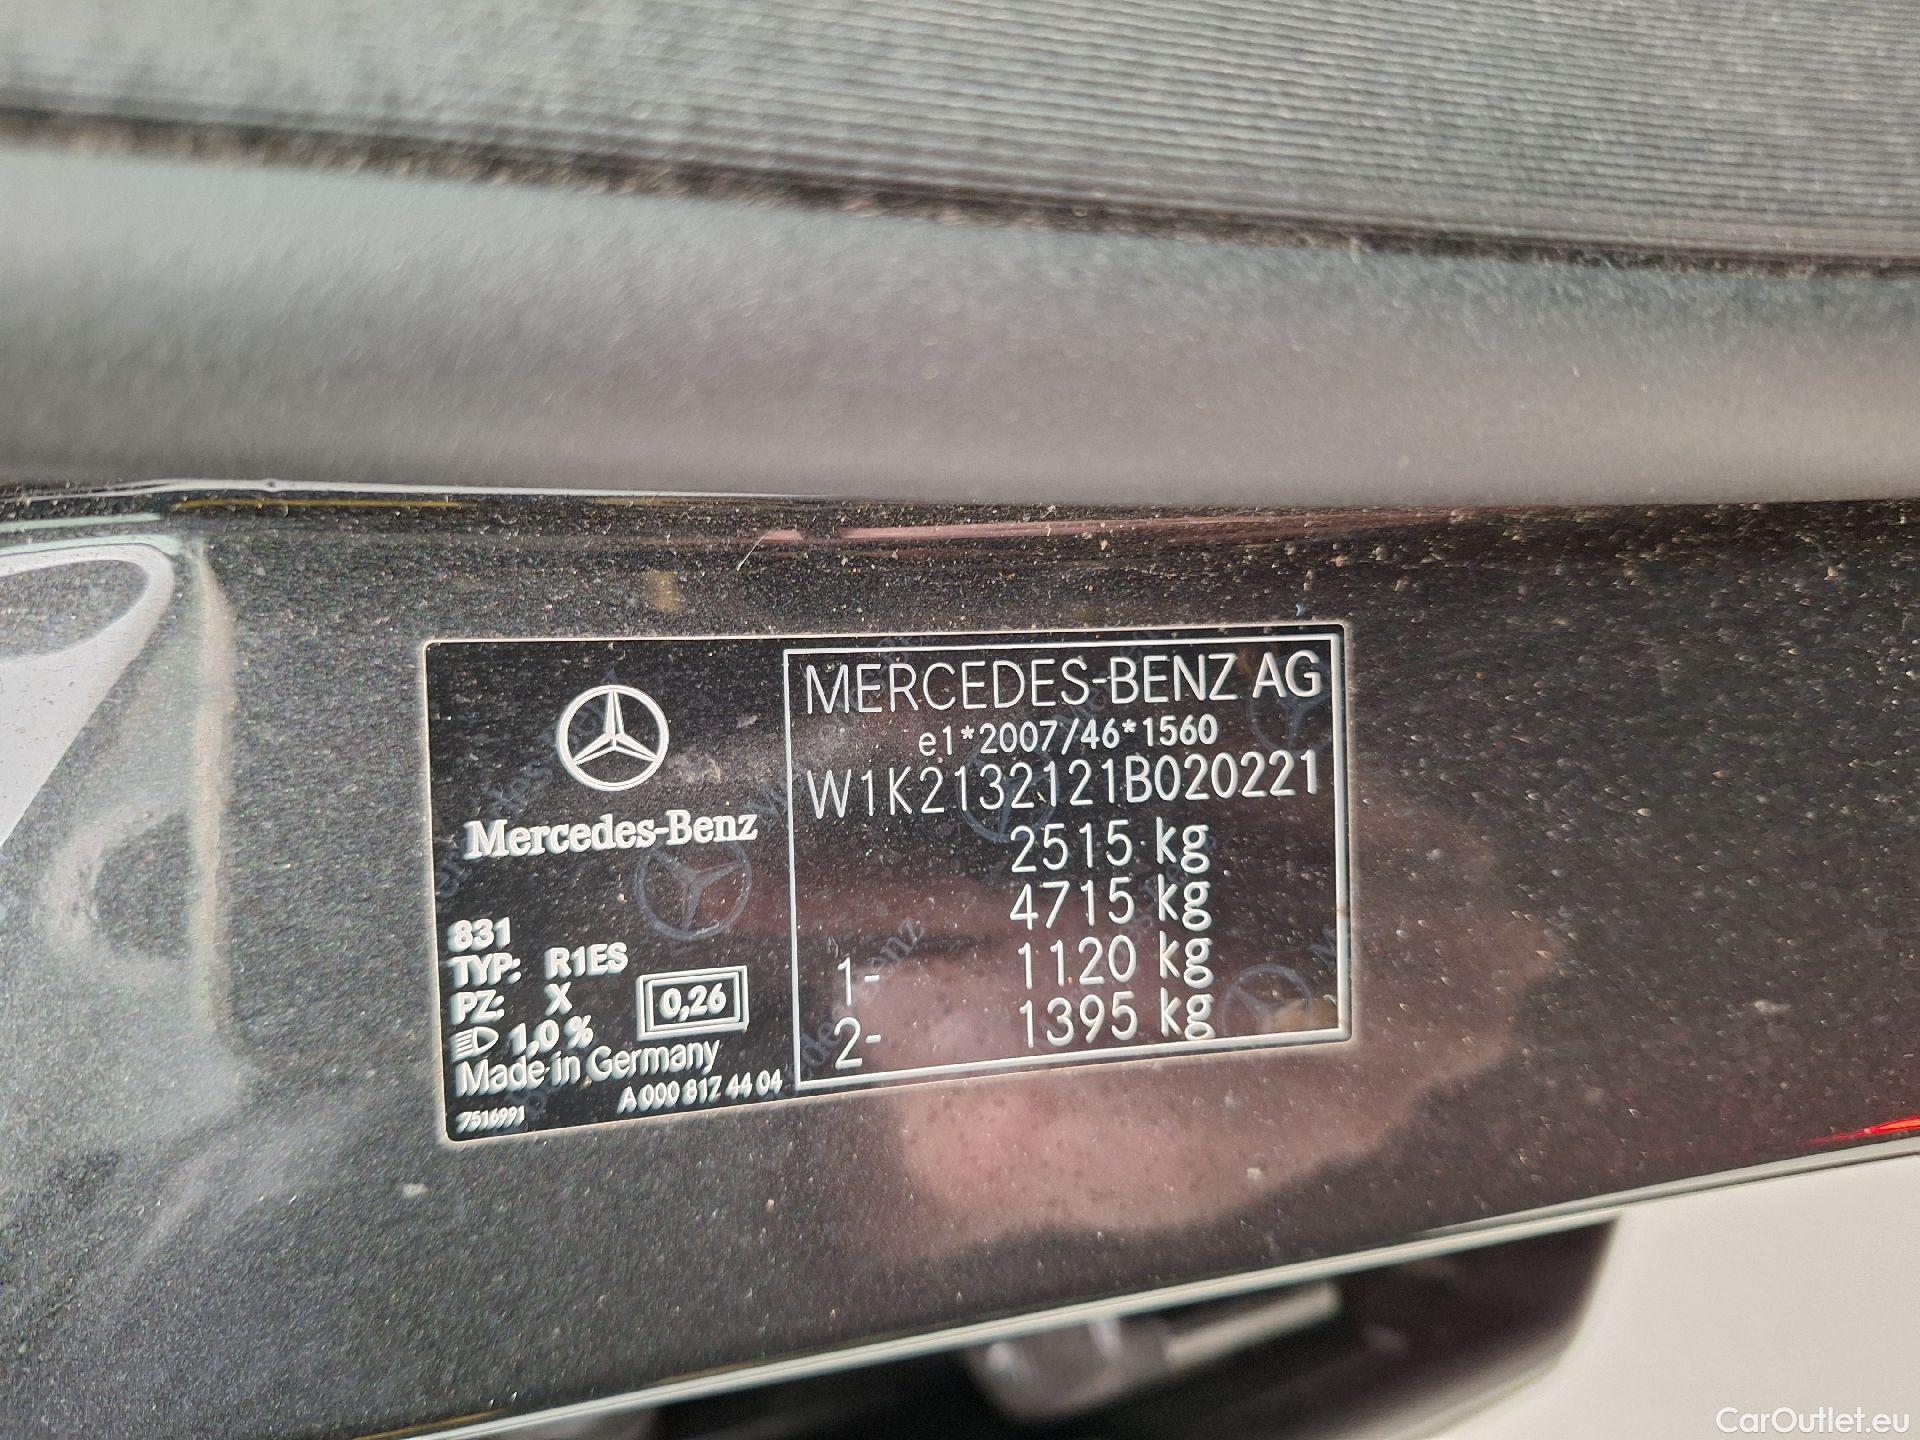 Mercedes-Benz
831
TYP: R1ES
PZ: X
1,0 %
0,26
Made in Germany
A 000 817 44 04
7516991
MERCEDES-BENZ AG
e1*2007/46*1560
W1K2132121B020221
2515 kg
4715 kg
1- 1120 kg
2- 1395 kg
CarOutlet.eu